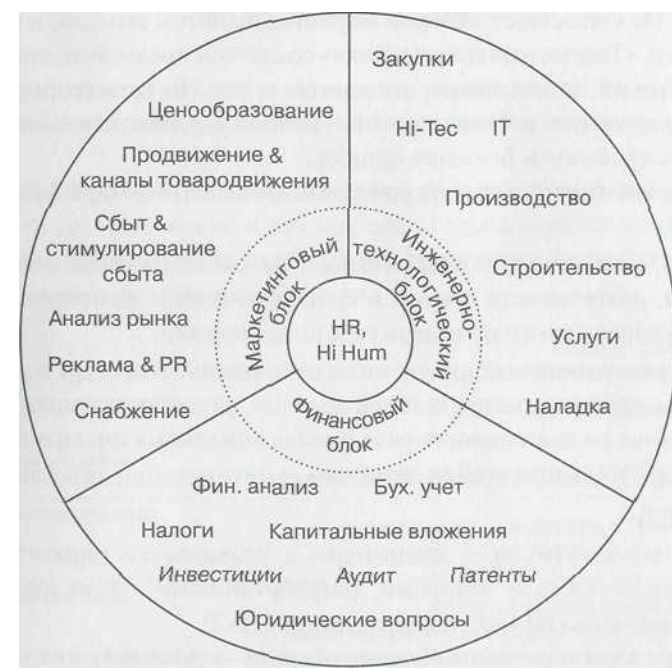 Закупки
Hi-Tec IT
Производство
Строительство
Услуги
Наладка
Ценообразование
Продвижение &
каналы товародвижения
Сбыт &
стимулирование
сбыта
Анализ рынка
Реклама & PR
Снабжение
Маркетинговый
блок
Инженерно-
технологический
блок
HR,
Hi Hum
Финансовый
блок
Фин. анализ Бух. учет
Налоги Капитальные вложения
Инвестиции Аудит Патенты
Юридические вопросы